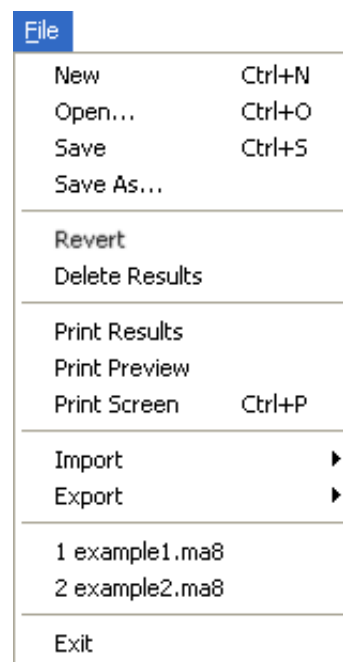 File
New Ctrl+N
Open... Ctrl+O
Save Ctrl+S
Save As...
Revert
Delete Results
Print Results
Print Preview
Print Screen Ctrl+P
Import
Export
1 example1.ma8
2 example2.ma8
Exit